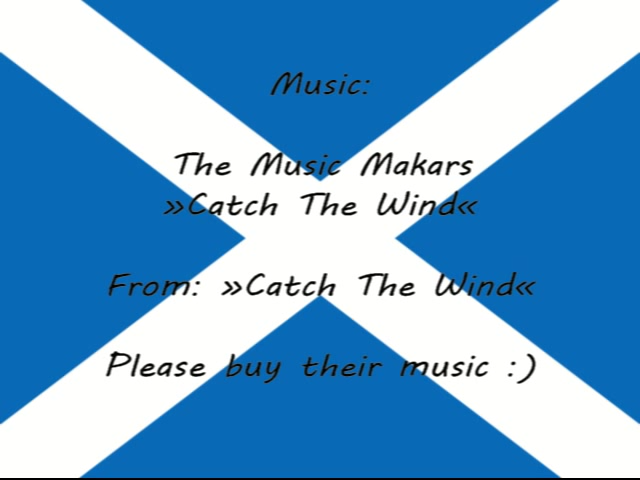 Music:
The Music Makars
»Catch The Wind«
From: »Catch The Wind«
Please buy their music :)